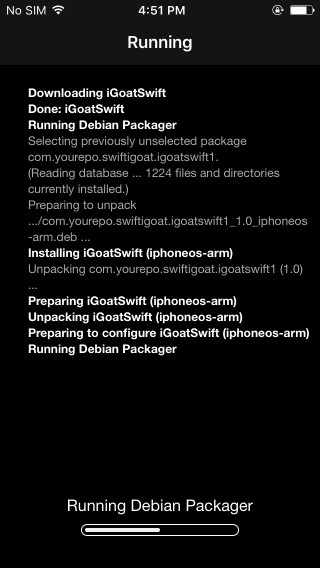 No SIM 4:51 PM
Running
Downloading iGoatSwift
Done: iGoatSwift
Running Debian Packager
Selecting previously unselected package
com.yourepo.swiftigoat.igoatswift1.
(Reading database ... 1224 files and directories
currently installed.)
Preparing to unpack
.../com.yourepo.swiftigoat.igoatswift1_1.0_iphoneos
-arm.deb ...
Installing iGoatSwift (iphoneos-arm)
Unpacking com.yourepo.swiftigoat.igoatswift1 (1.0)
...
Preparing iGoatSwift (iphoneos-arm)
Unpacking iGoatSwift (iphoneos-arm)
Preparing to configure iGoatSwift (iphoneos-arm)
Running Debian Packager
Running Debian Packager